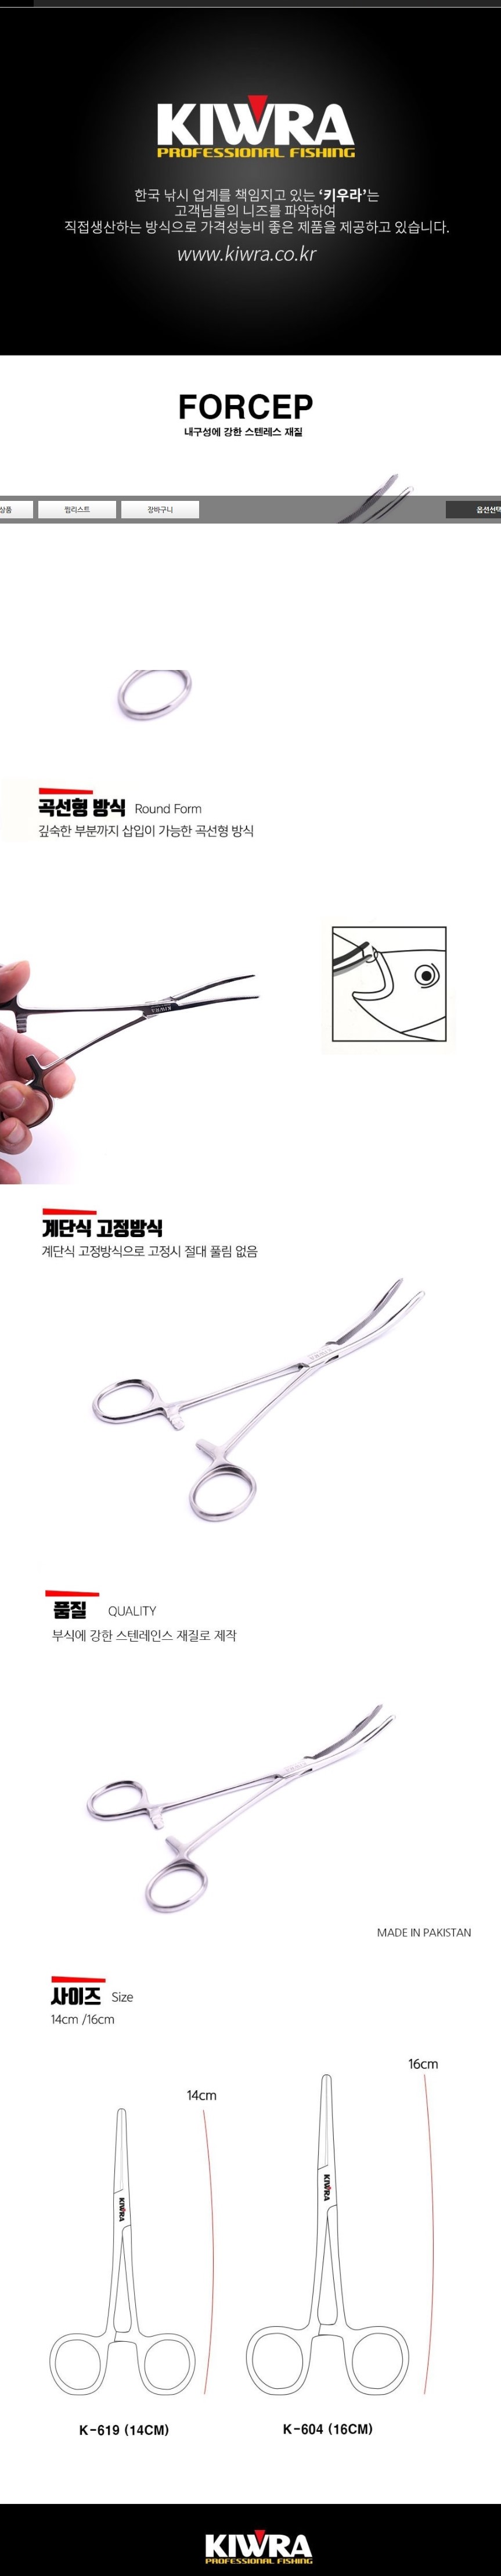 KIWRA
PROFESSIONAL FISHING
한국 낚시 업계를 책임지고 있는 ‘키우라’는
고객님들의 니즈를 파악하여
직접생산하는 방식으로 가격성능비 좋은 제품을 제공하고 있습니다.
www.kiwra.co.kr
FORCEP
내구성에 강한 스텐레스 재질
상품 찜리스트 장바구니 옵션선택
곡선형 방식 Round Form
깊숙한 부분까지 삽입이 가능한 곡선형 방식
KIWRA
계단식 고정방식
계단식 고정방식으로 고정시 절대 풀림 없음
품질 QUALITY
부식에 강한 스텐레인스 재질로 제작
MADE IN PAKISTAN
사이즈 Size
14cm /16cm
14cm
16cm
KIWRA
KIWRA
K-619 (14CM)
K-604 (16CM)
KIWRA
PROFESSIONAL FISHING